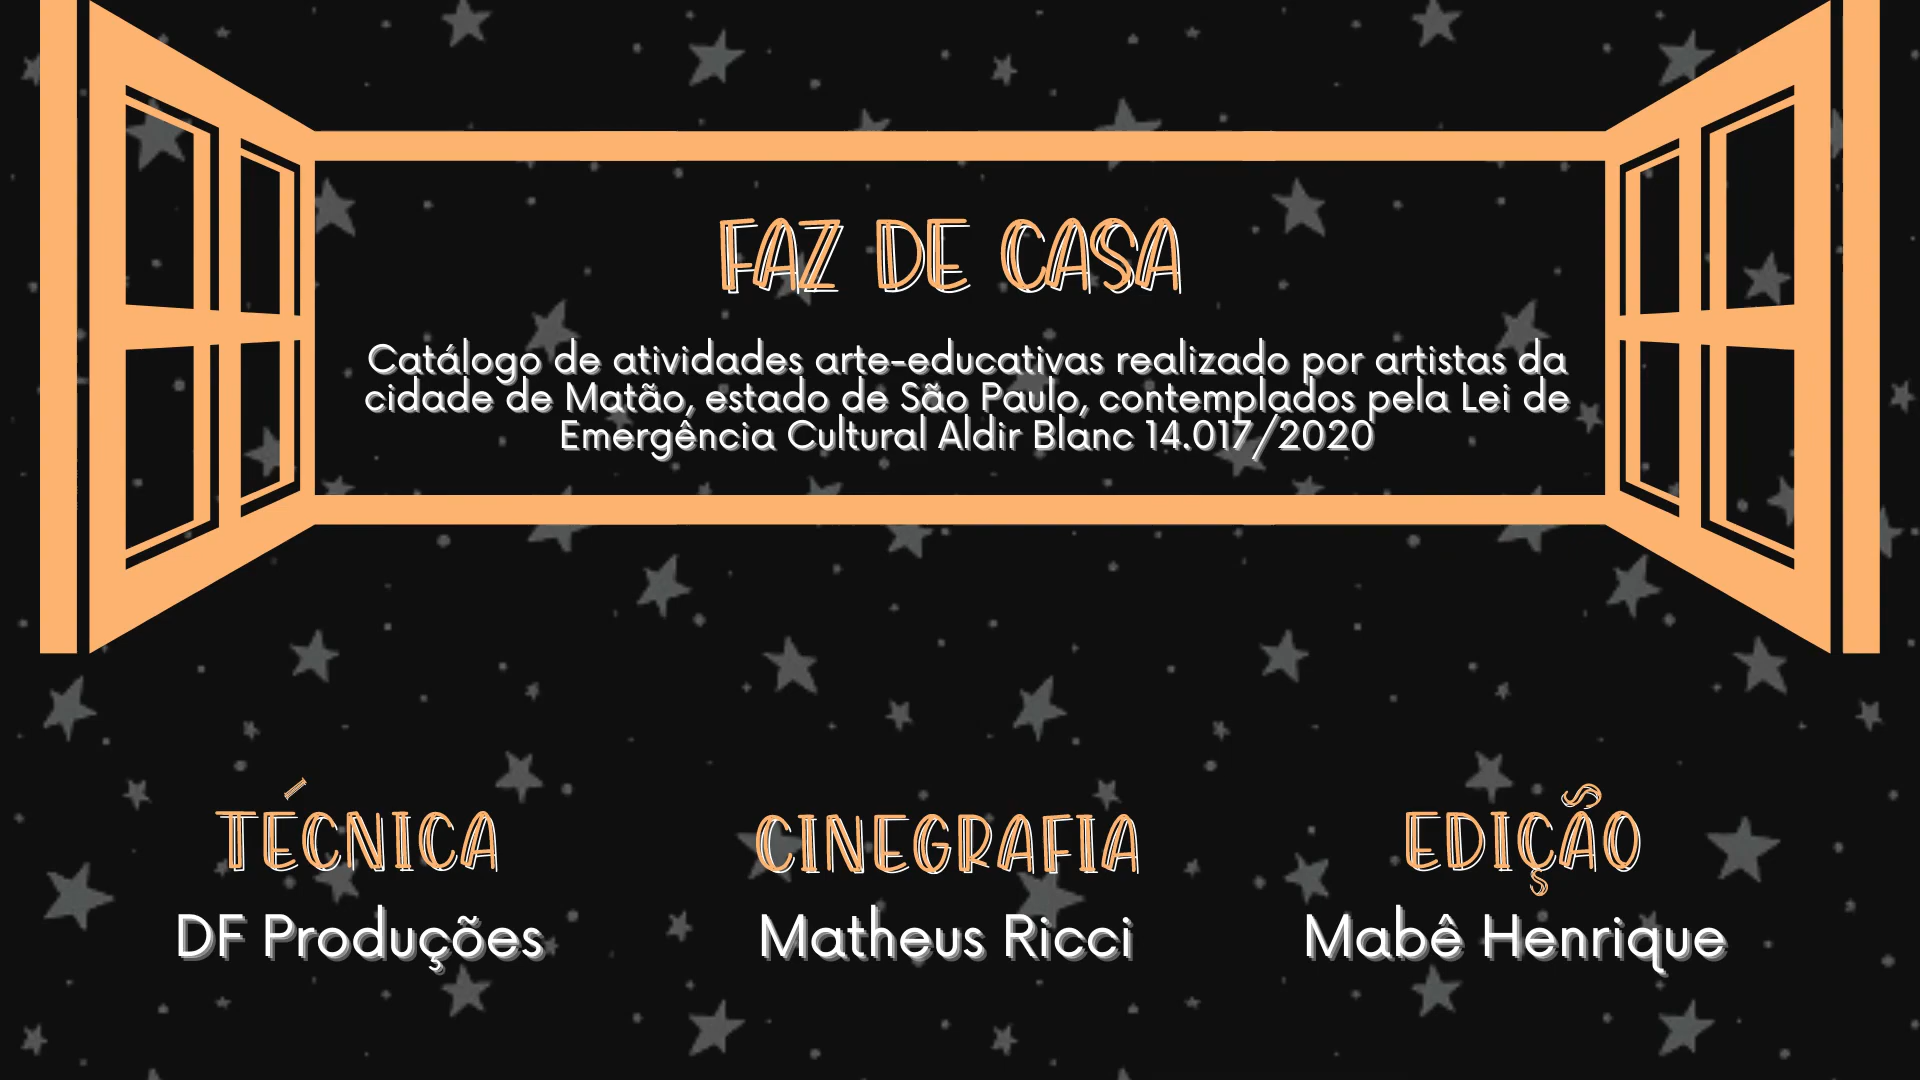 FAZ DE CASA
Catálogo de atividades arte-educativas realizado por artistas da
cidade de Matão, estado de São Paulo, contemplados pela Lei de
Emergência Cultural Aldir Blanc 14.017/2020
TÉCNICA
DF Produções
CINEGRAFIA
Matheus Ricci
EDIÇÃO
Mabê Henrique